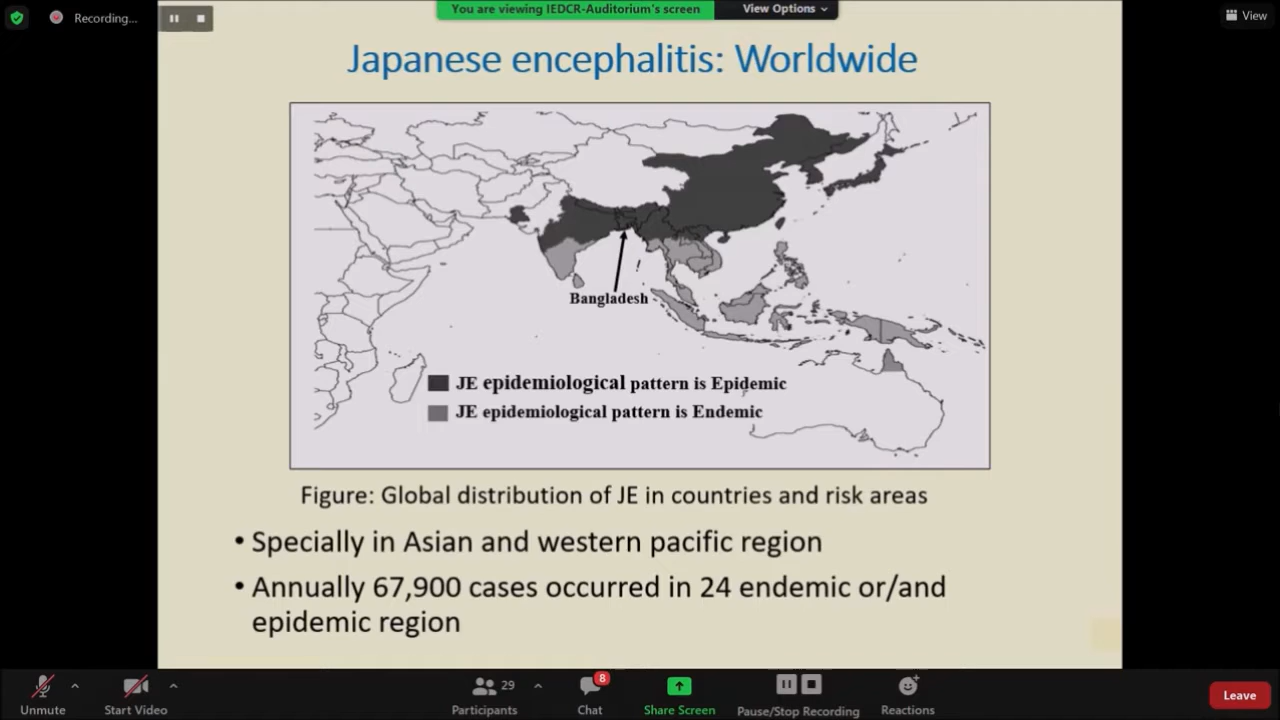 Recording...
You are viewing IEDCR-Auditorium's screen
View Options
View
Japanese encephalitis: Worldwide
Bangladesh
JE epidemiological pattern is Epidemic
JE epidemiological pattern is Endemic
Figure: Global distribution of JE in countries and risk areas
• Specially in Asian and western pacific region
• Annually 67,900 cases occurred in 24 endemic or/and
epidemic region
Unmute
Start Video
29
Participants
8
Chat
Share Screen
Pause/Stop Recording
Reactions
Leave